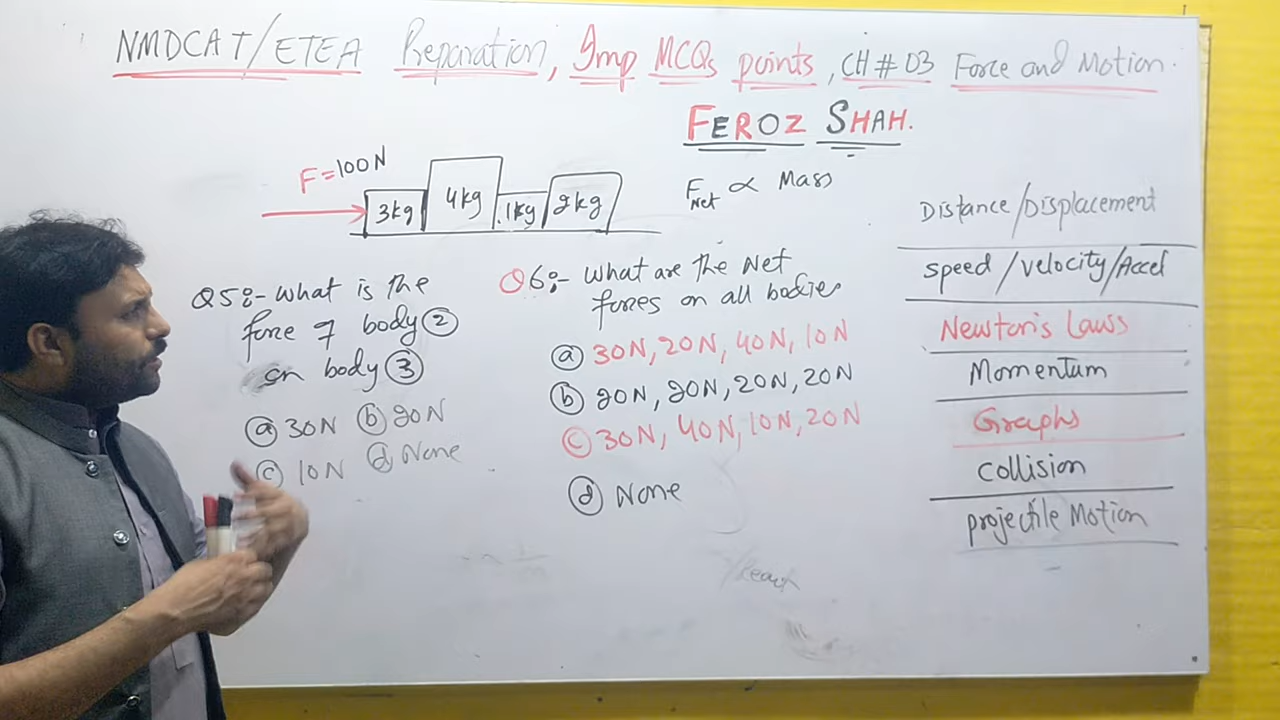 NMDCAT/ETEA Preparation, Imp MCQs points, CH # 03 Force and Motion.
FEROZ SHAH.
F=100N
3kg 4kg 1kg 2kg
F Net ∝ Mass
Q5:- What is the
force of body ②
on body ③
ⓐ 30N ⓑ 20N
ⓒ 10N ⓓ None
Q6:- What are the Net
forces on all bodies
ⓐ 30N, 20N, 40N, 10N
ⓑ 20N, 20N, 20N, 20N
ⓒ 30N, 40N, 10N, 20N
ⓓ None
Distance/Displacement
speed/velocity/Accel
Newton's Laws
Momentum
Graphs
collision
projectile Motion